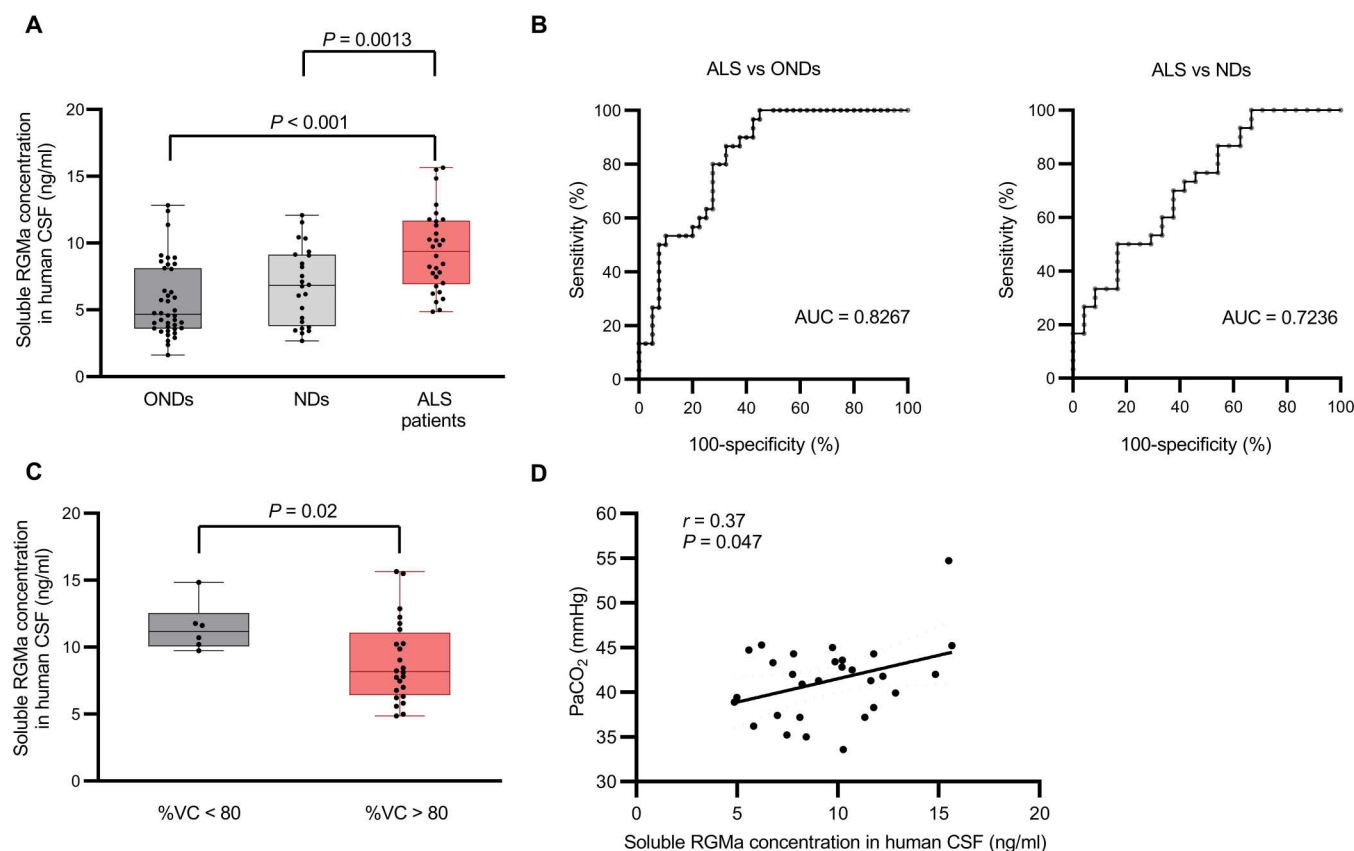 A
P = 0.0013
P < 0.001
Soluble RGMa concentration
in human CSF (ng/ml)
20
15
10
5
0
ONDs
NDs
ALS
patients
B
ALS vs ONDs
Sensitivity (%)
100
80
60
40
20
0
AUC = 0.8267
0 20 40 60 80 100
100-specificity (%)
ALS vs NDs
Sensitivity (%)
100
80
60
40
20
0
AUC = 0.7236
0 20 40 60 80 100
100-specificity (%)
C
P = 0.02
Soluble RGMa concentration
in human CSF (ng/ml)
20
15
10
5
0
%VC < 80
%VC > 80
D
r = 0.37
P = 0.047
PaCO₂ (mmHg)
60
55
50
45
40
35
30
0 5 10 15 20
Soluble RGMa concentration in human CSF (ng/ml)